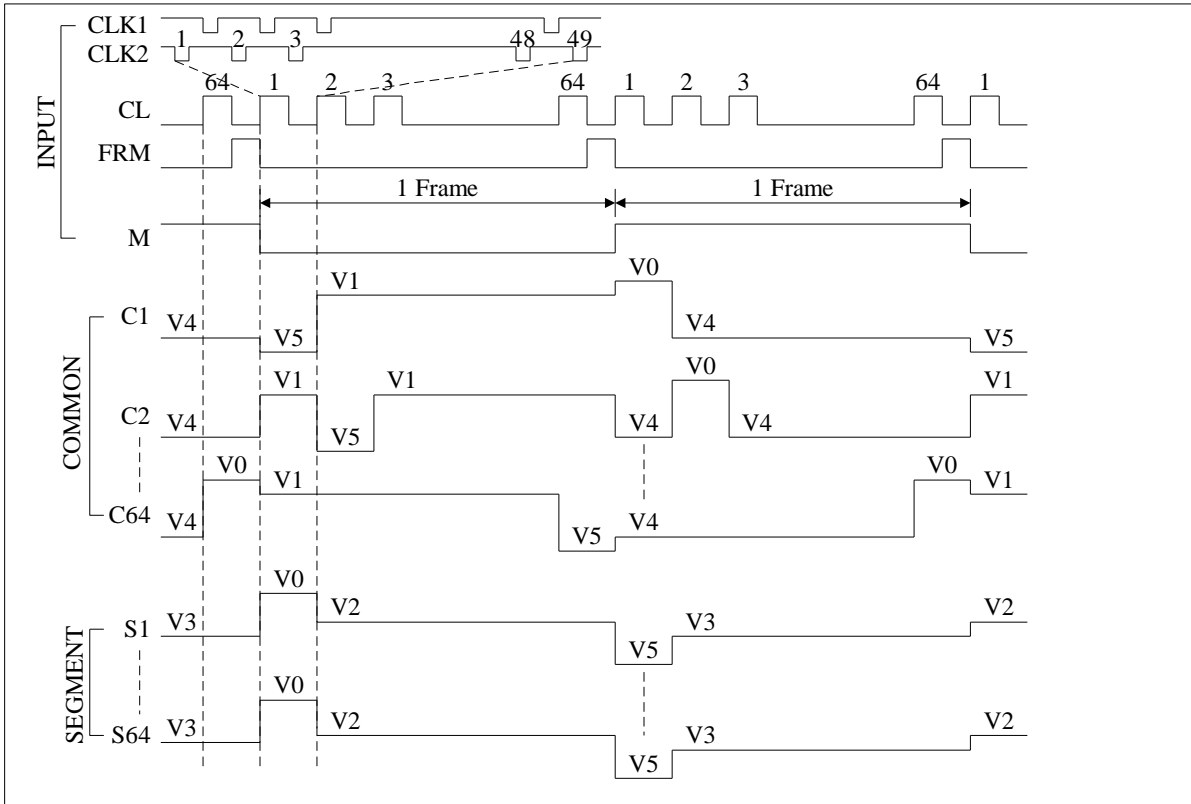 CLK1
1 2 3 48 49
CLK2
64 1 2 3 64 1 2 3 64 1
CL
INPUT
FRM
1 Frame 1 Frame
M
V1 V0
C1 V4 V5 V4 V5
V1 V1 V0 V1
C2 V4 V5 V4 V4
COMMON
V0 V1 V0 V1
C64 V4 V5 V4
V0
S1 V3 V2 V5 V3 V2
SEGMENT
V0
S64 V3 V2 V5 V3 V2